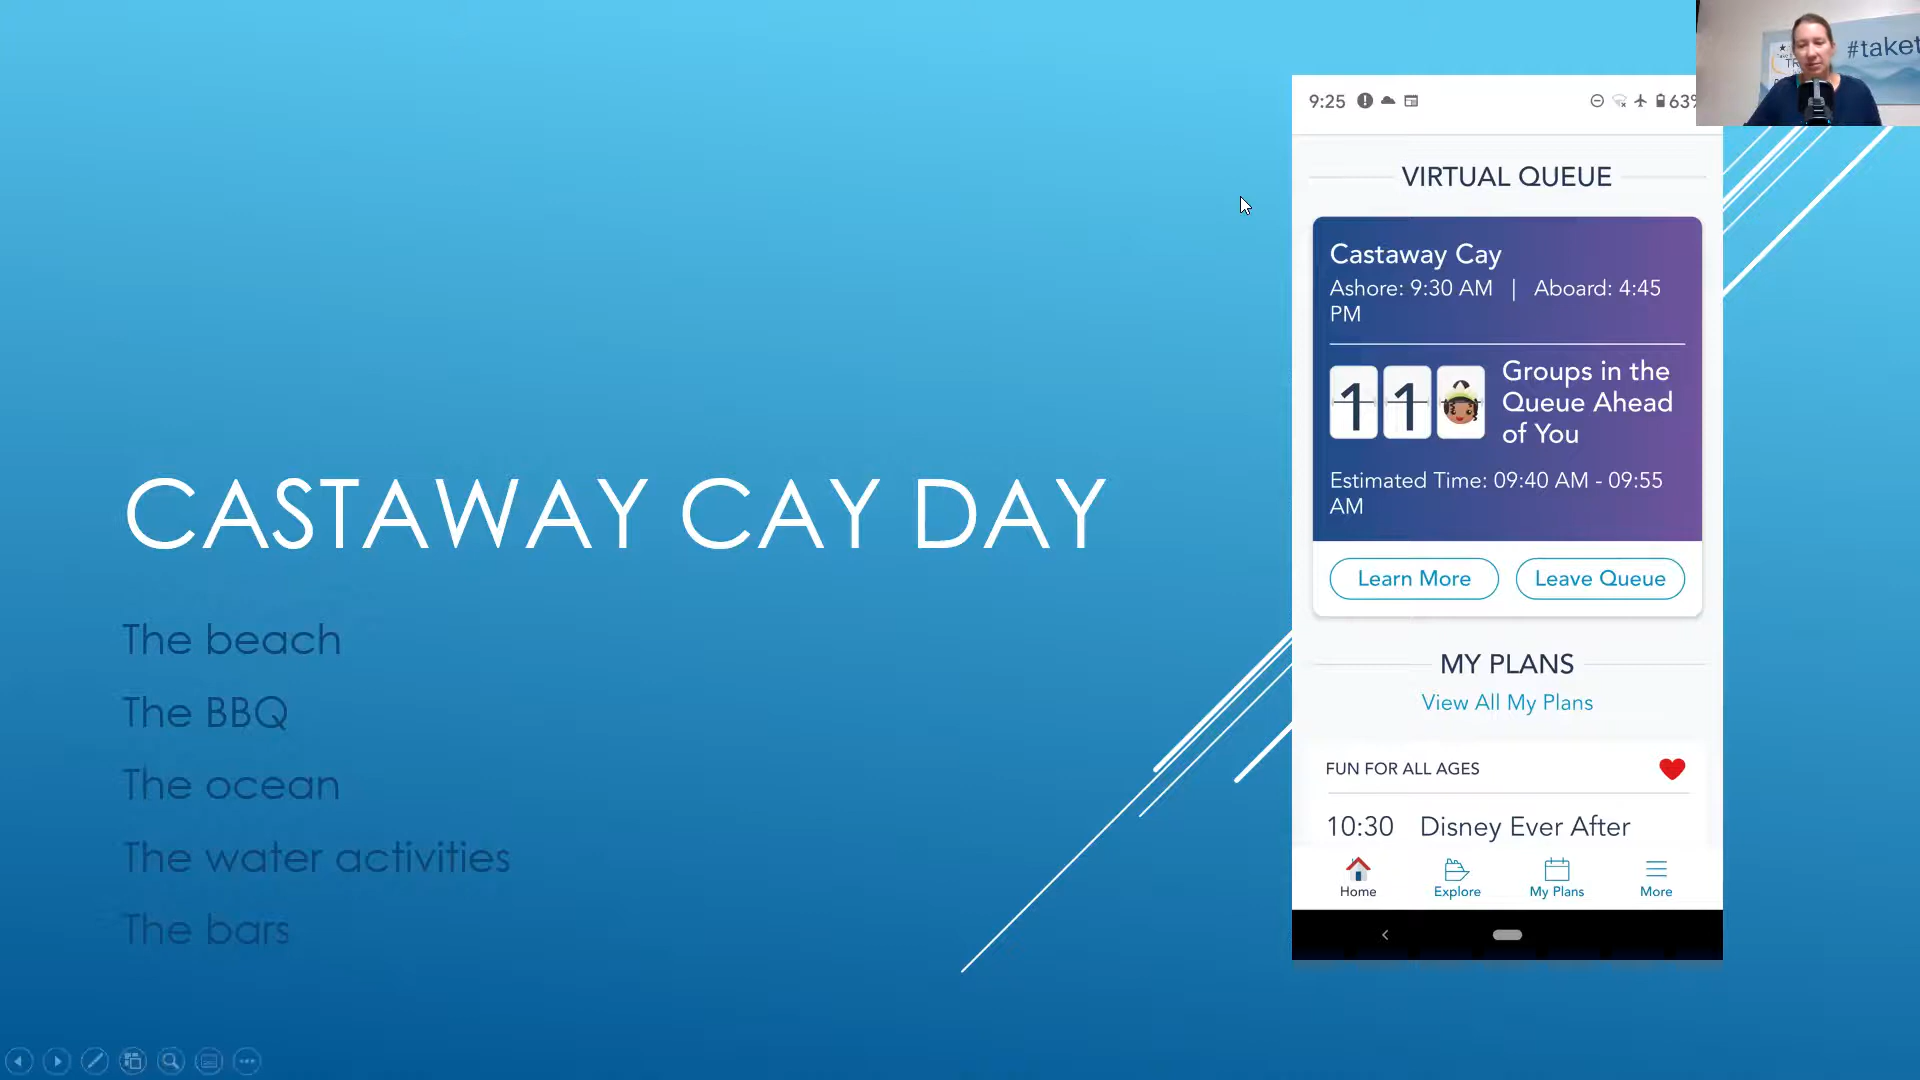 #taket
TR
9:25
63%
VIRTUAL QUEUE
Castaway Cay
Ashore: 9:30 AM | Aboard: 4:45
PM
11
Groups in the
Queue Ahead
of You
Estimated Time: 09:40 AM - 09:55
AM
Learn More
Leave Queue
MY PLANS
View All My Plans
FUN FOR ALL AGES
10:30 Disney Ever After
Home
Explore
My Plans
More
CASTAWAY CAY DAY
The beach
The BBQ
The ocean
The water activities
The bars